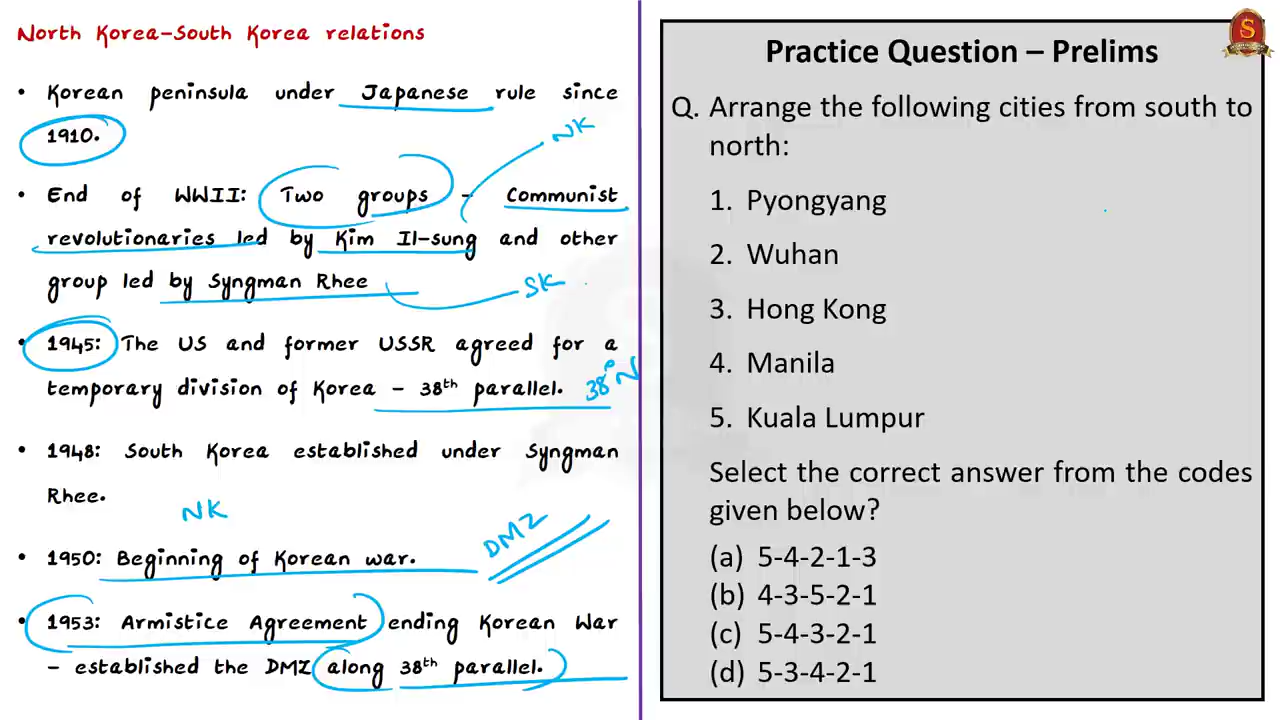 North Korea-South Korea relations
• Korean peninsula under Japanese rule since
1910.
NK
• End of WWII: Two groups - Communist
revolutionaries led by Kim Il-sung and other
group led by Syngman Rhee
SK
• 1945: The US and former USSR agreed for a
temporary division of Korea - 38th parallel.
38°N
• 1948: South Korea established under Syngman
Rhee.
NK
DMZ
• 1950: Beginning of Korean war.
• 1953: Armistice Agreement ending Korean War
- established the DMZ along 38th parallel.
S
Practice Question – Prelims
Q. Arrange the following cities from south to
north:
1. Pyongyang
2. Wuhan
3. Hong Kong
4. Manila
5. Kuala Lumpur
Select the correct answer from the codes
given below?
(a) 5-4-2-1-3
(b) 4-3-5-2-1
(c) 5-4-3-2-1
(d) 5-3-4-2-1